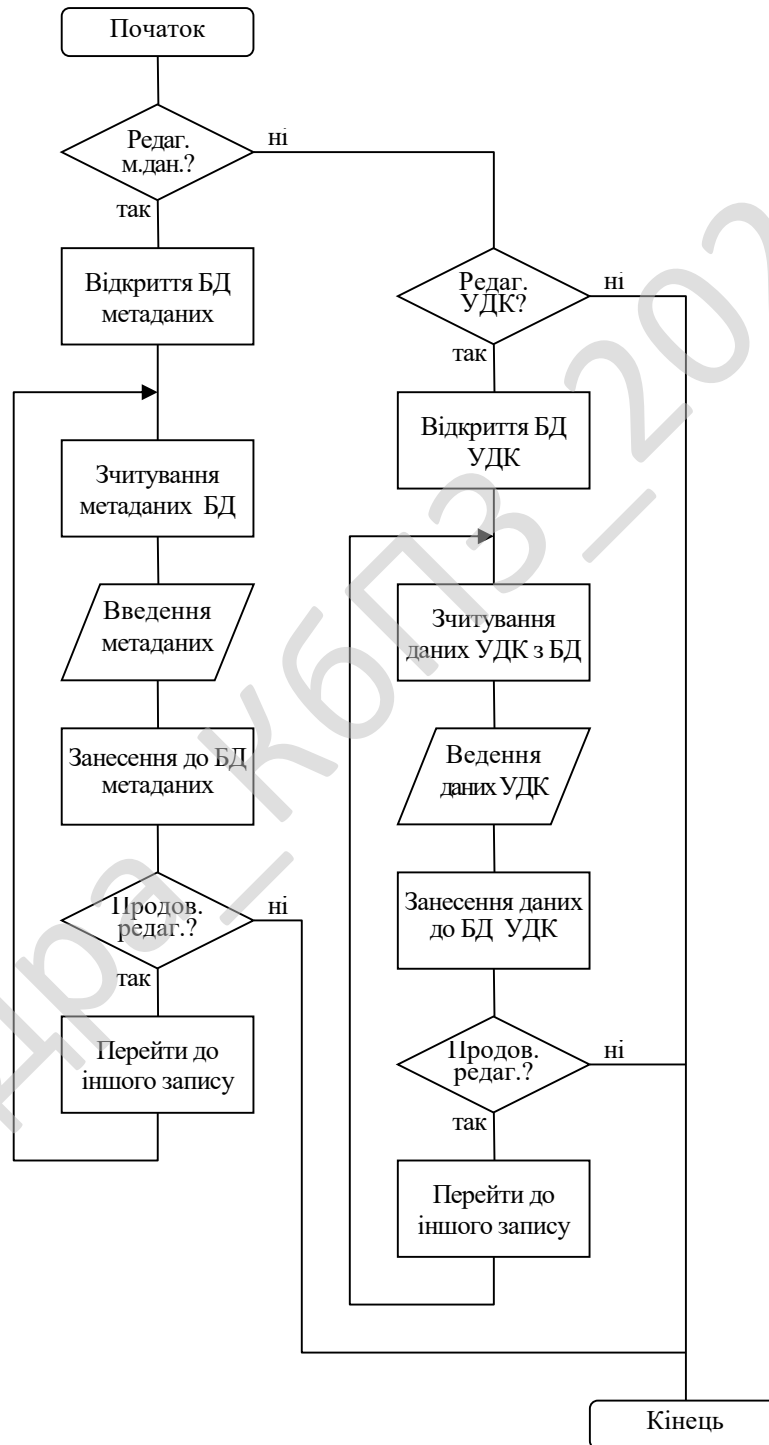 Початок
Редаг.
м.дан.?
ні
так
Відкриття БД
метаданих
Зчитування
метаданих БД
Введення
метаданих
Занесення до БД
метаданих
Продов.
редаг.?
ні
так
Перейти до
іншого запису
Редаг.
УДК?
ні
так
Відкриття БД
УДК
Зчитування
даних УДК з БД
Ведення
даних УДК
Занесення даних
до БД УДК
Продов.
редаг.?
ні
так
Перейти до
іншого запису
Кінець